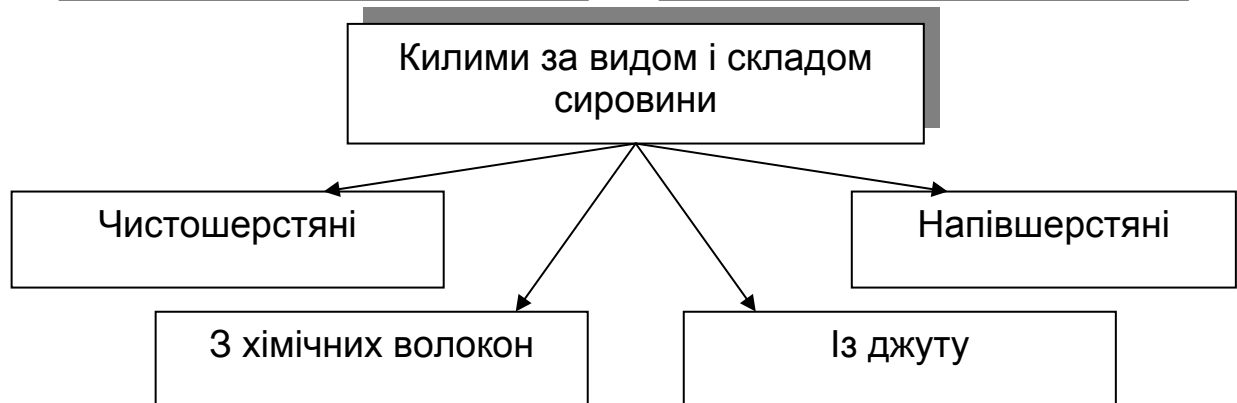 Килими за видом і складом
сировини
Чистошерстяні
Напівшерстяні
З хімічних волокон
Із джуту